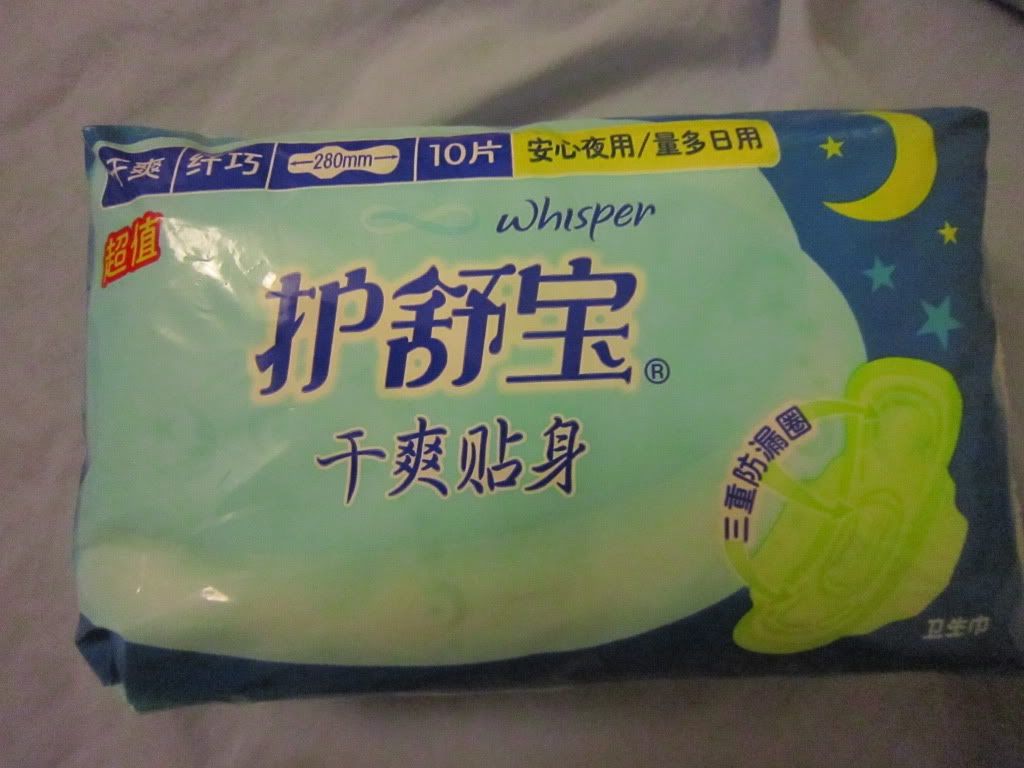 干爽 纤巧 280mm 10片 安心夜用/量多日用
超值
whisper
护舒宝®
干爽贴身
三重防漏圈
卫生巾